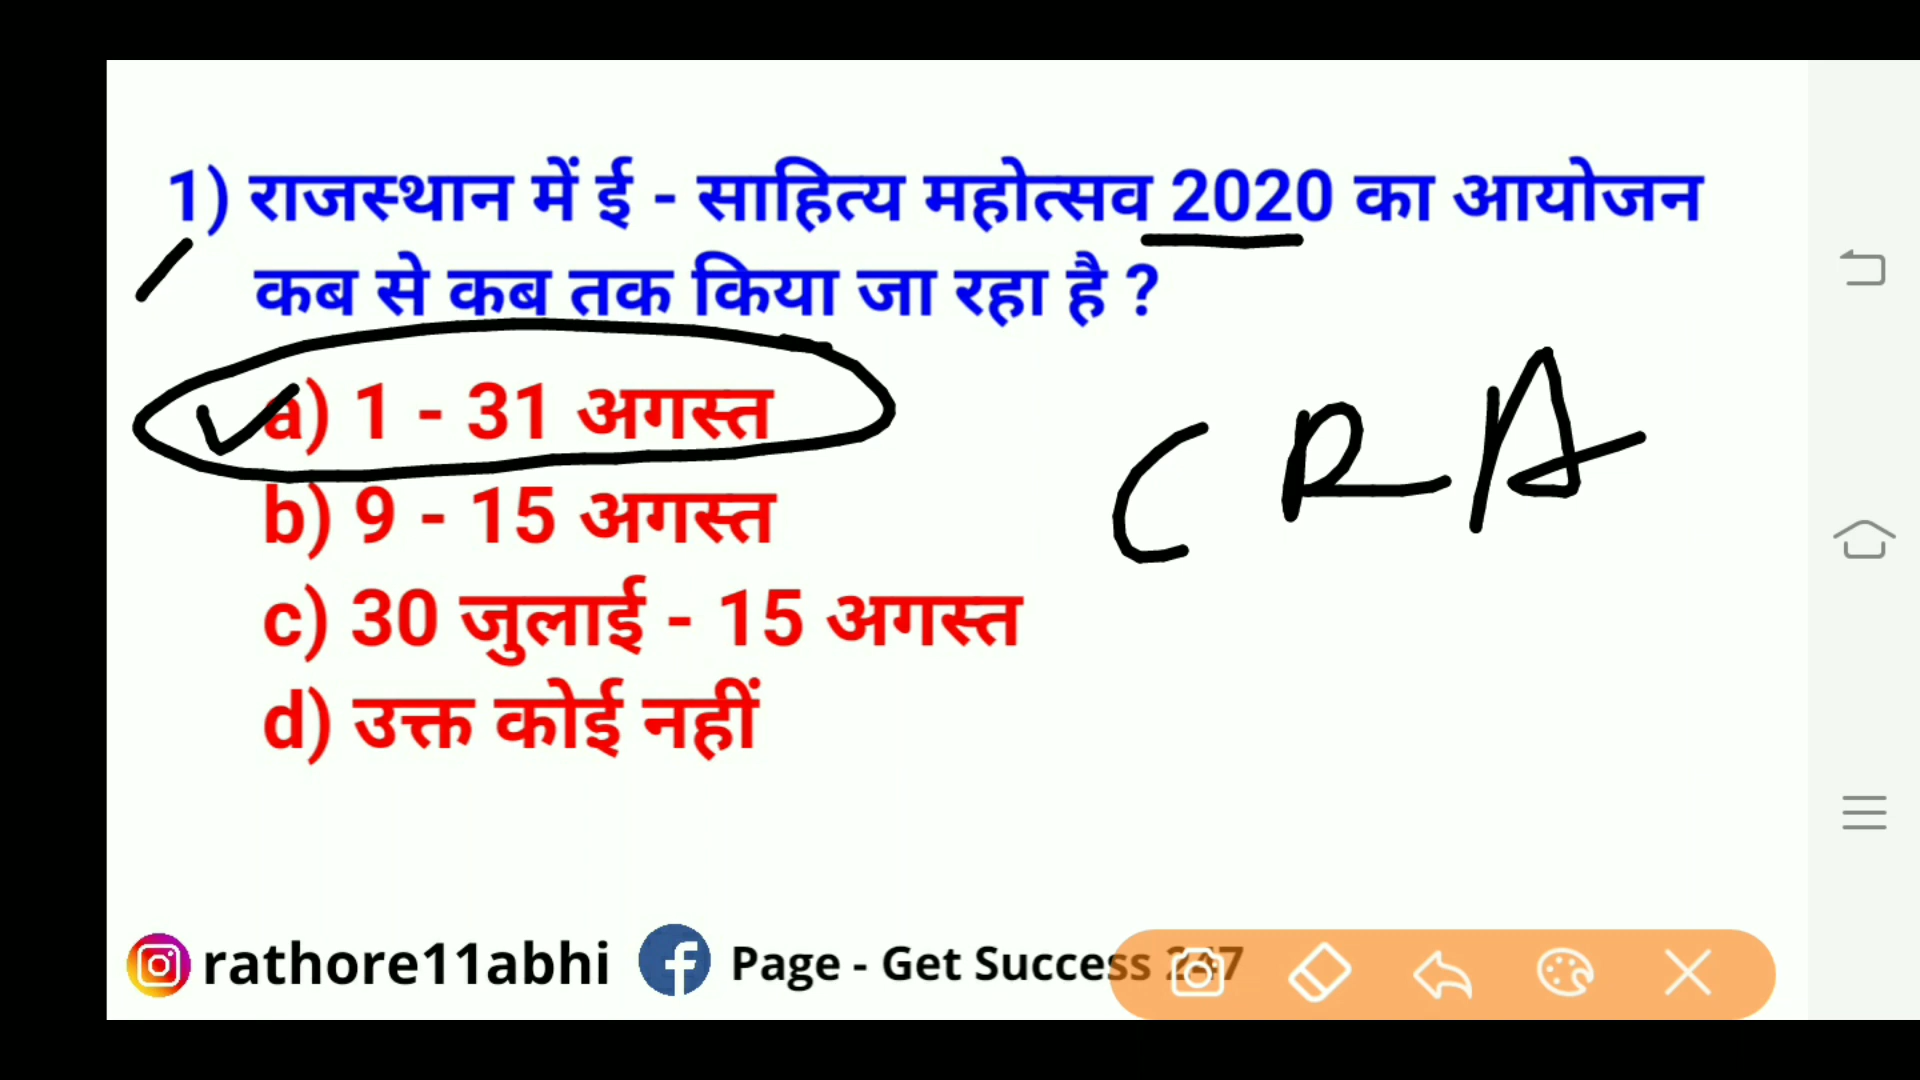 1) राजस्थान में ई - साहित्य महोत्सव 2020 का आयोजन
कब से कब तक किया जा रहा है ?
a) 1 - 31 अगस्त
CRA
b) 9 - 15 अगस्त
c) 30 जुलाई - 15 अगस्त
d) उक्त कोई नहीं
rathore11abhi Page - Get Success 247